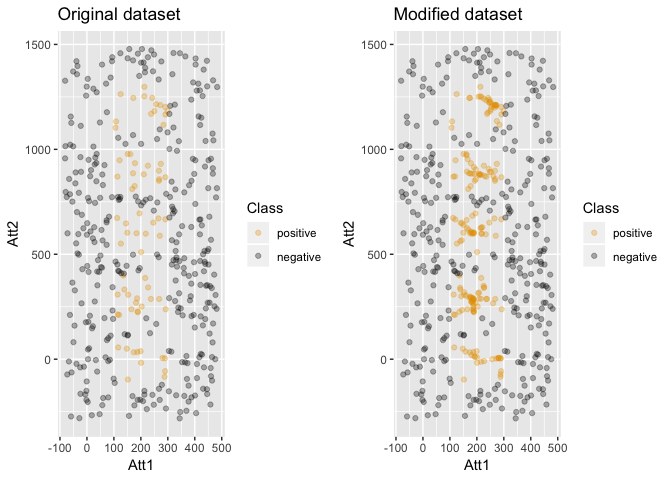 Original dataset
1500
1000
500
0
Att2
-100 0 100 200 300 400 500
Att1
Class
positive
negative
Modified dataset
1500
1000
500
0
Att2
-100 0 100 200 300 400 500
Att1
Class
positive
negative